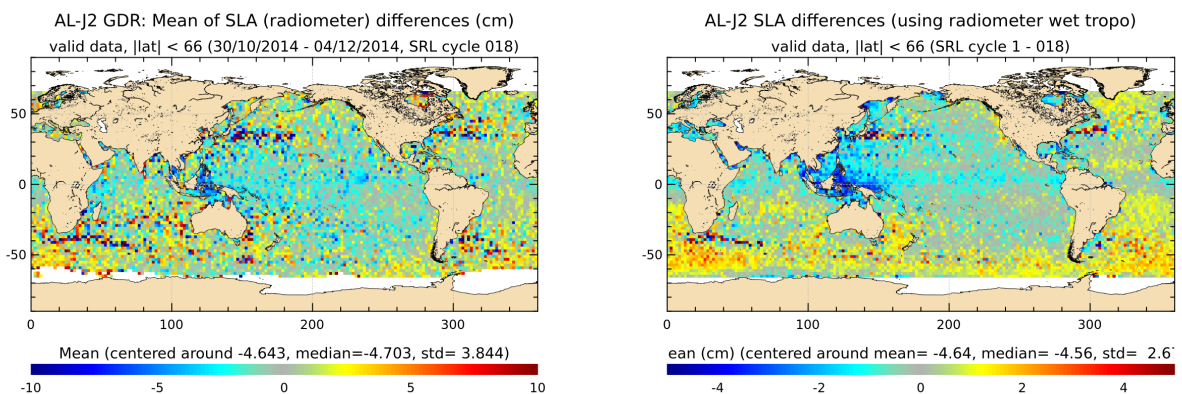 AL-J2 GDR: Mean of SLA (radiometer) differences (cm)
valid data, |lat| < 66 (30/10/2014 - 04/12/2014, SRL cycle 018)
50
0
-50
0 100 200 300
Mean (centered around -4.643, median=-4.703, std= 3.844)
-10 -5 0 5 10
AL-J2 SLA differences (using radiometer wet tropo)
valid data, |lat| < 66 (SRL cycle 1 - 018)
50
0
-50
0 100 200 300
ean (cm) (centered around mean= -4.64, median= -4.56, std= 2.6
-4 -2 0 2 4